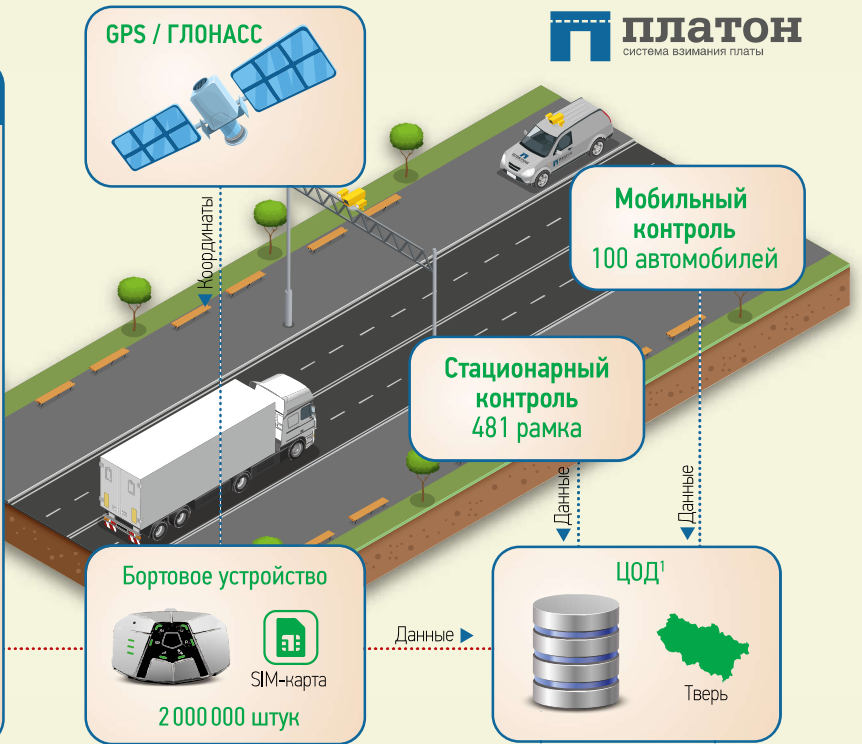 GPS / ГЛОНАСС
платон
система взимания платы
Координаты
Мобильный
контроль
100 автомобилей
Стационарный
контроль
481 рамка
Данные
Данные
Бортовое устройство
SIM-карта
2 000 000 штук
Данные
ЦОД¹
Тверь